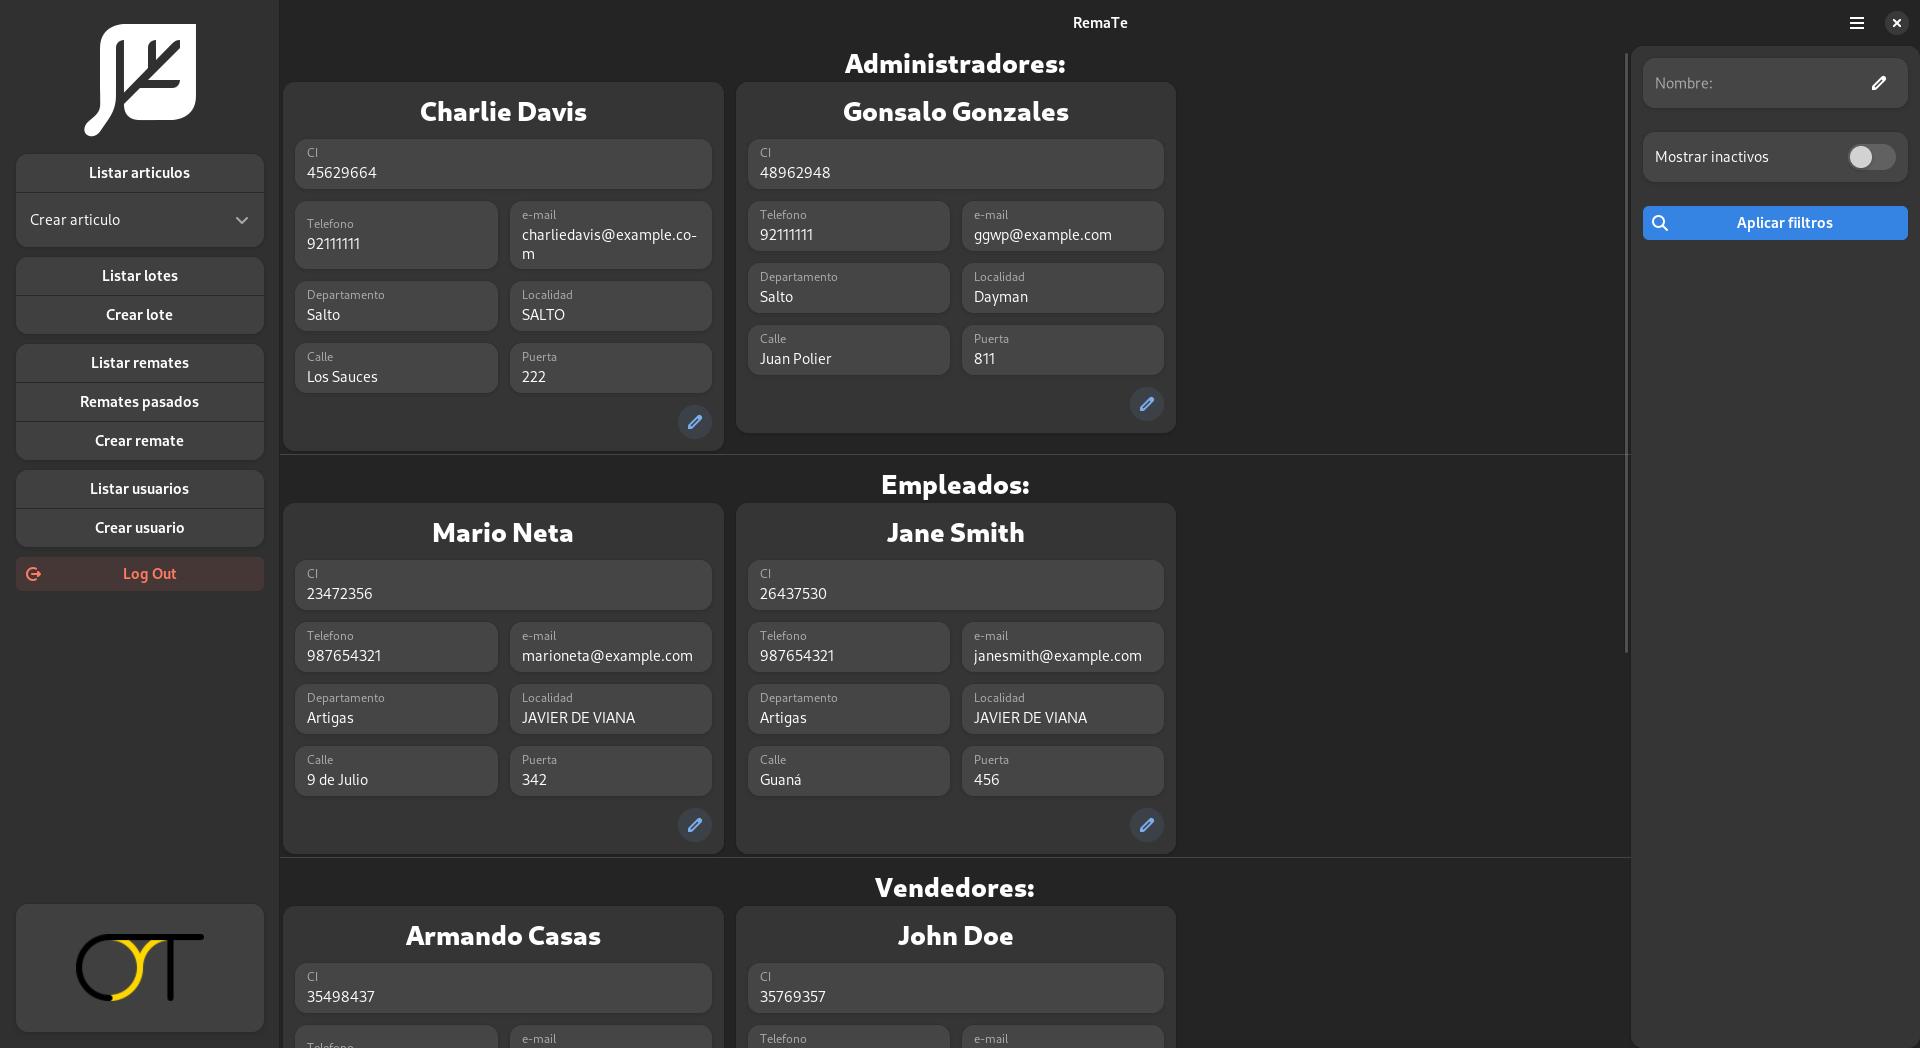 RemaTe
Listar articulos
Crear articulo
Listar lotes
Crear lote
Listar remates
Remates pasados
Crear remate
Listar usuarios
Crear usuario
Log Out
OT
Administradores:
Charlie Davis
CI
45629664
Telefono
92111111
e-mail
charliedavis@example.co-
m
Departamento
Salto
Localidad
SALTO
Calle
Los Sauces
Puerta
222
Gonsalo Gonzales
CI
48962948
Telefono
92111111
e-mail
ggwp@example.com
Departamento
Salto
Localidad
Dayman
Calle
Juan Polier
Puerta
811
Empleados:
Mario Neta
CI
23472356
Telefono
987654321
e-mail
marioneta@example.com
Departamento
Artigas
Localidad
JAVIER DE VIANA
Calle
9 de Julio
Puerta
342
Jane Smith
CI
26437530
Telefono
987654321
e-mail
janesmith@example.com
Departamento
Artigas
Localidad
JAVIER DE VIANA
Calle
Guaná
Puerta
456
Vendedores:
Armando Casas
CI
35498437
Telefono
e-mail
John Doe
CI
35769357
Telefono
e-mail
Nombre:
Mostrar inactivos
Aplicar fiiltros